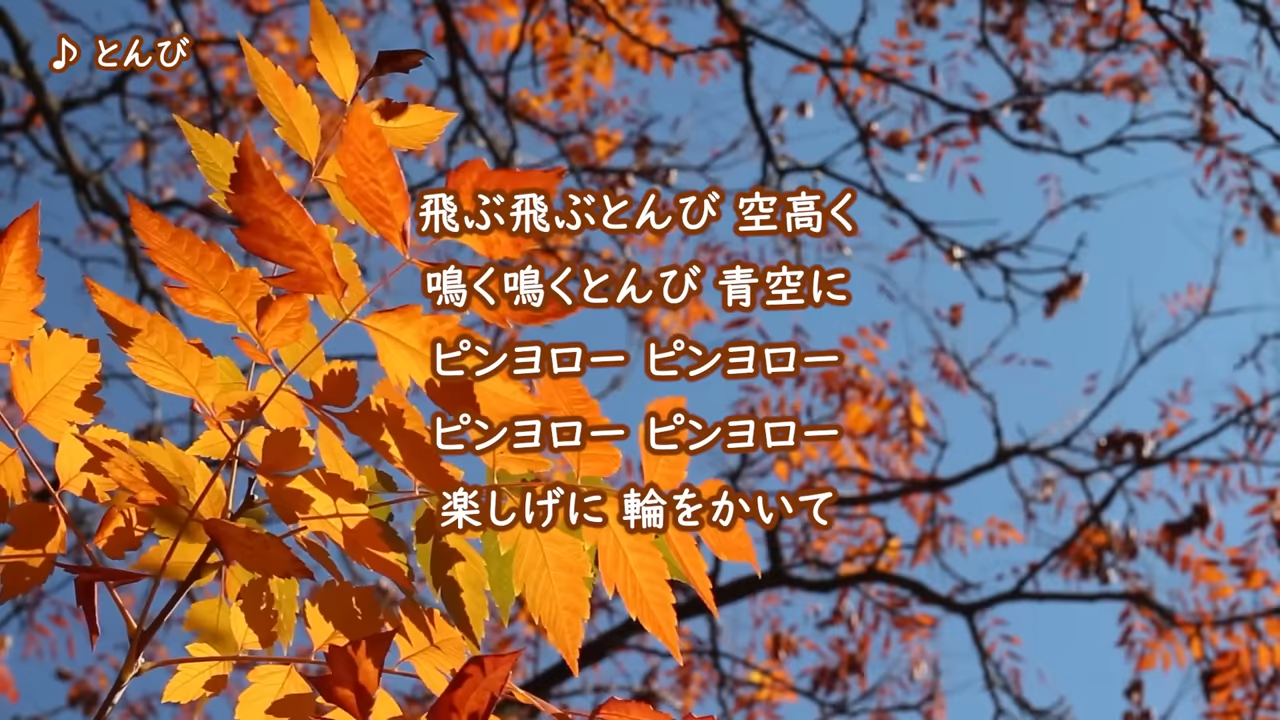 ♪ とんび
飛ぶ飛ぶとんび 空高く
鳴く鳴くとんび 青空に
ピンヨロー ピンヨロー
ピンヨロー ピンヨロー
楽しげに 輪をかいて